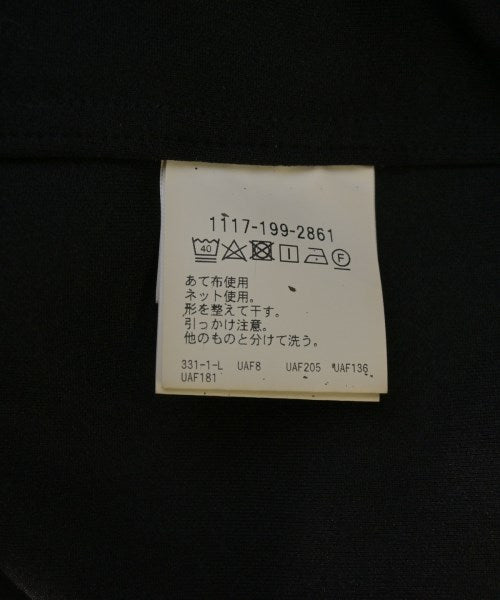 1117-199-2861
40 F
あて布使用
ネット使用。
形を整えて干す。
引っかけ注意。
他のものと分けて洗う。
331-1-L UAF8 UAF205 UAF136
UAF181